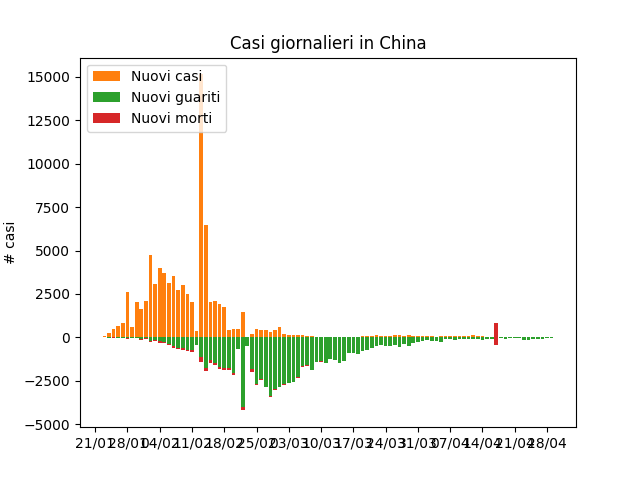 Casi giornalieri in China
Nuovi casi
Nuovi guariti
Nuovi morti
# casi
15000
12500
10000
7500
5000
2500
0
−2500
−5000
21/01 28/01 04/02 11/02 18/02 25/02 03/03 10/03 17/03 24/03 31/03 07/04 14/04 21/04 28/04